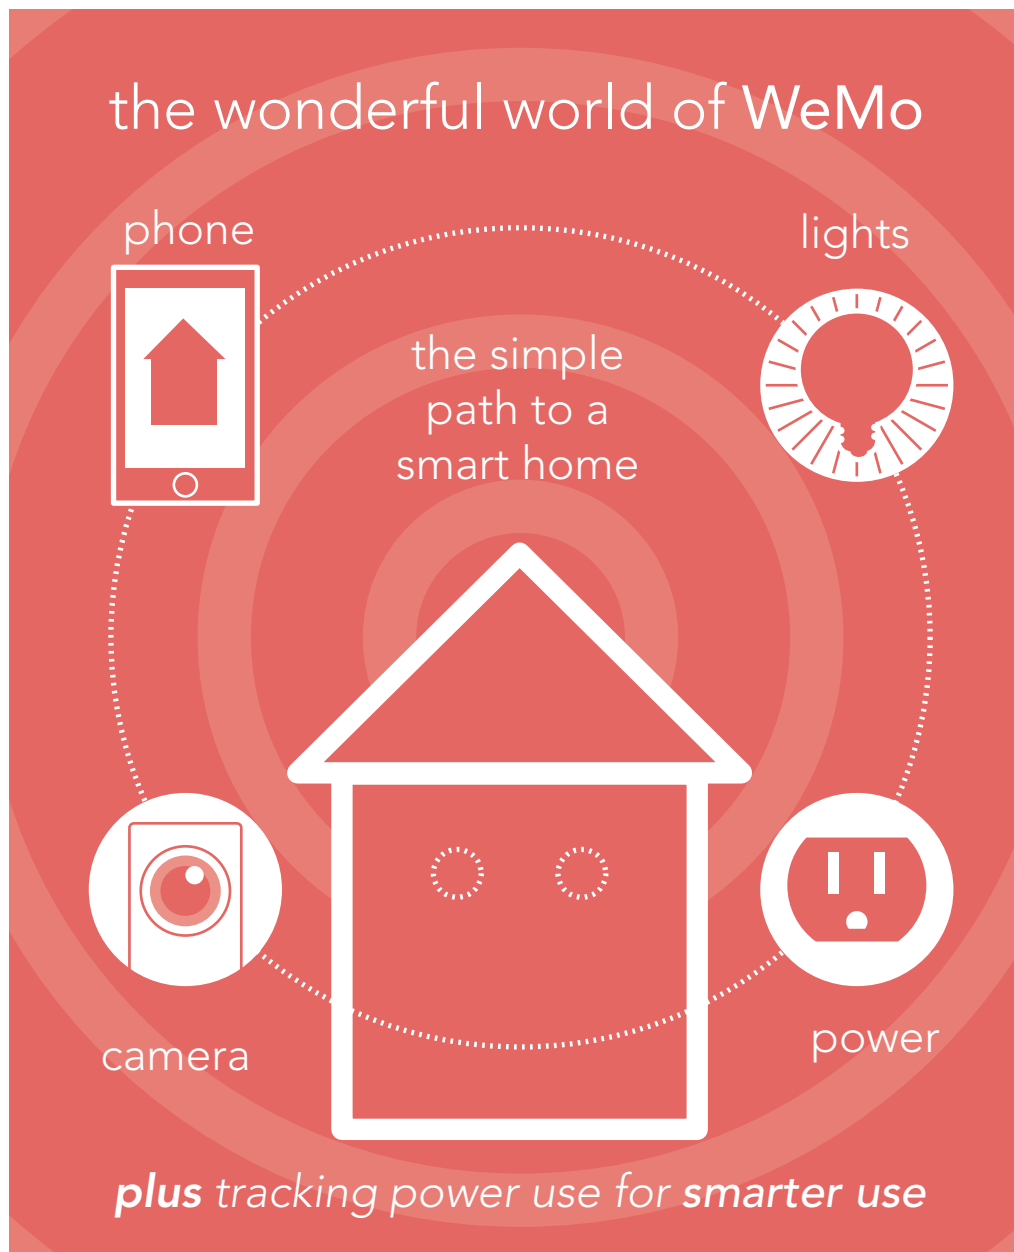 the wonderful world of WeMo
phone
lights
the simple
path to a
smart home
camera
power
plus tracking power use for smarter use